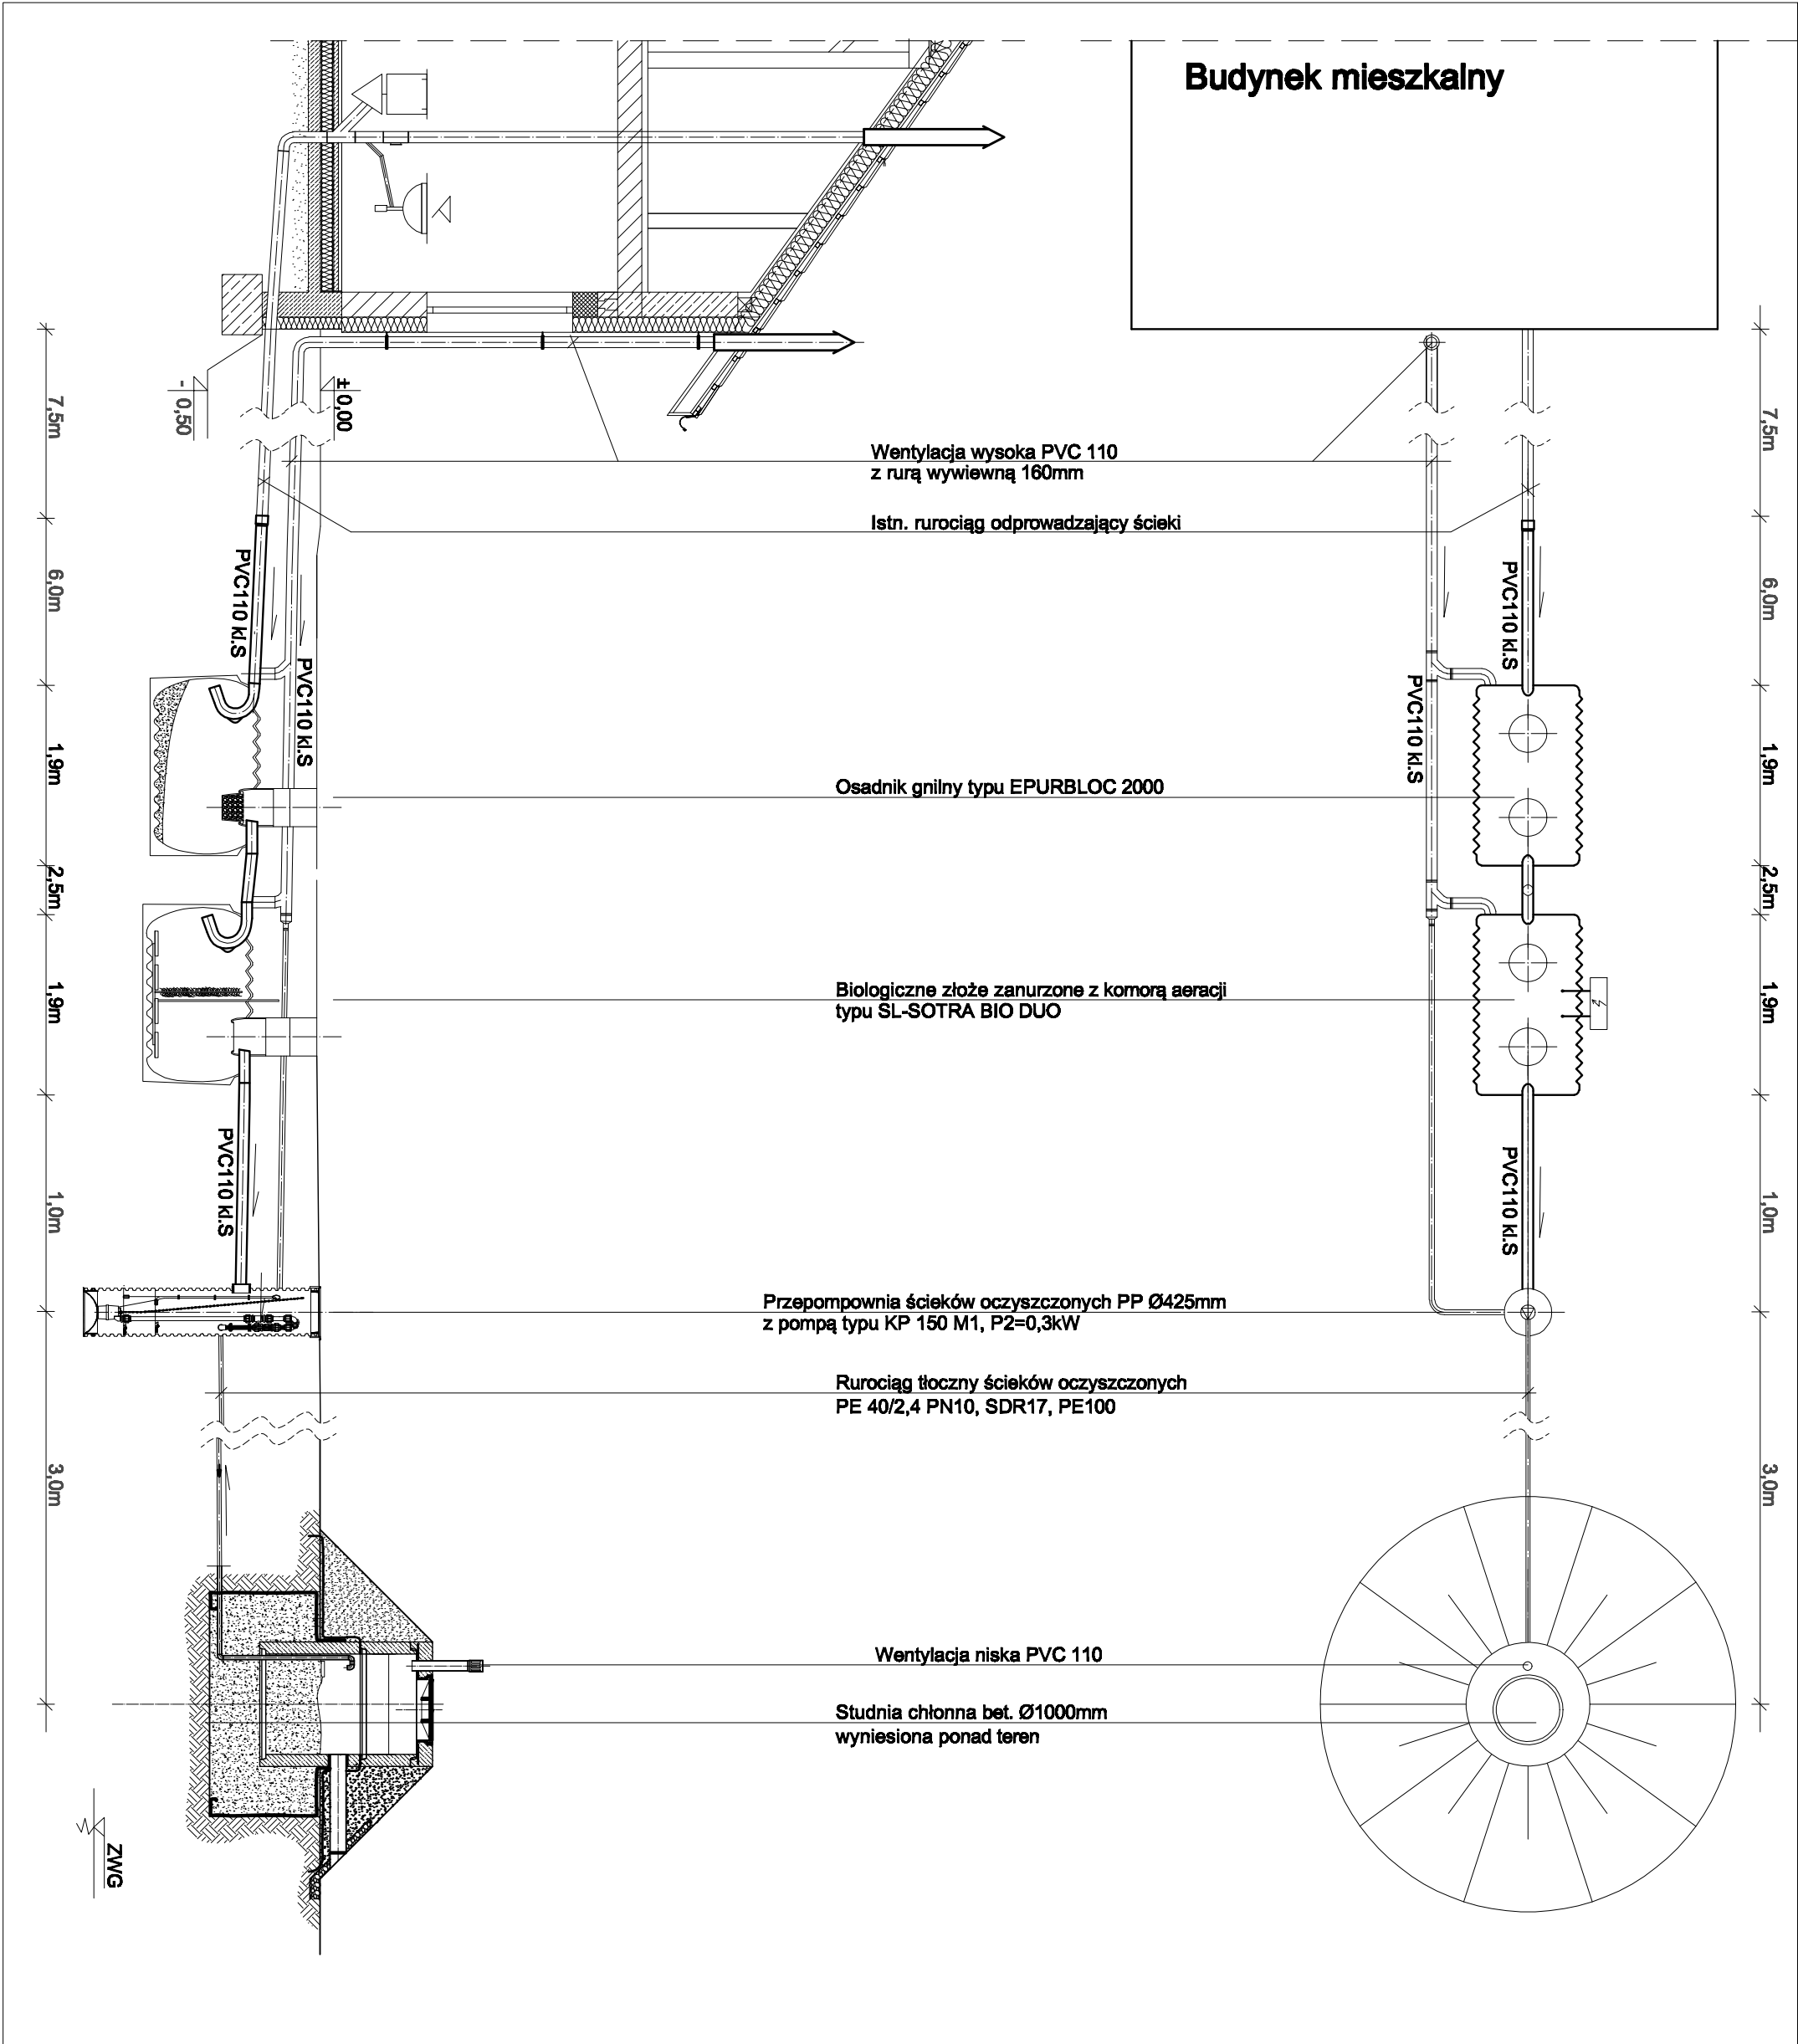 Budynek mieszkalny
± 0,00
- 0,50
7,5m
7,5m
Wentylacja wysoka PVC 110
z rurą wywiewną 160mm
Istn. rurociąg odprowadzający ścieki
6,0m
PVC110 kl.S
PVC110 kl.S
PVC110 kl.S
PVC110 kl.S
6,0m
1,9m
Osadnik gnilny typu EPURBLOC 2000
1,9m
2,5m
2,5m
1,9m
Biologiczne złoże zanurzone z komorą aeracji
typu SL-SOTRA BIO DUO
1,9m
1,0m
PVC110 kl.S
PVC110 kl.S
1,0m
Przepompownia ścieków oczyszczonych PP Ø425mm
z pompą typu KP 150 M1, P2=0,3kW
Rurociąg tłoczny ścieków oczyszczonych
PE 40/2,4 PN10, SDR17, PE100
3,0m
3,0m
Wentylacja niska PVC 110
Studnia chłonna bet. Ø1000mm
wyniesiona ponad teren
ZWG